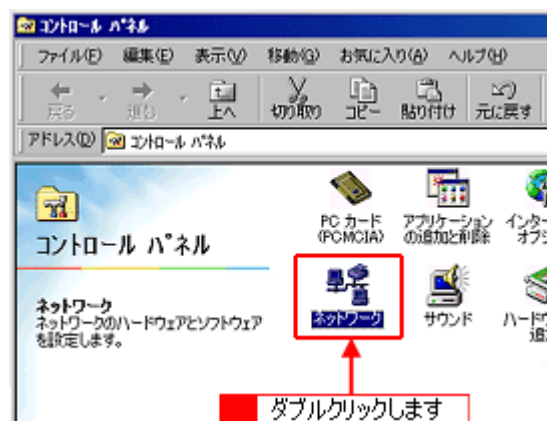 コントロール パネル
ファイル(F) 編集(E) 表示(V) 移動(G) お気に入り(A) ヘルプ(H)
戻る 進む 上へ 切り取り コピー 貼り付け 元に戻す
アドレス(D) コントロール パネル
コントロール パネル
ネットワーク
ネットワークのハードウェアとソフトウェア
を設定します。
PC カード
(PCMCIA)
アプリケーション
の追加と削除
ネットワーク
サウンド
ダブルクリックします